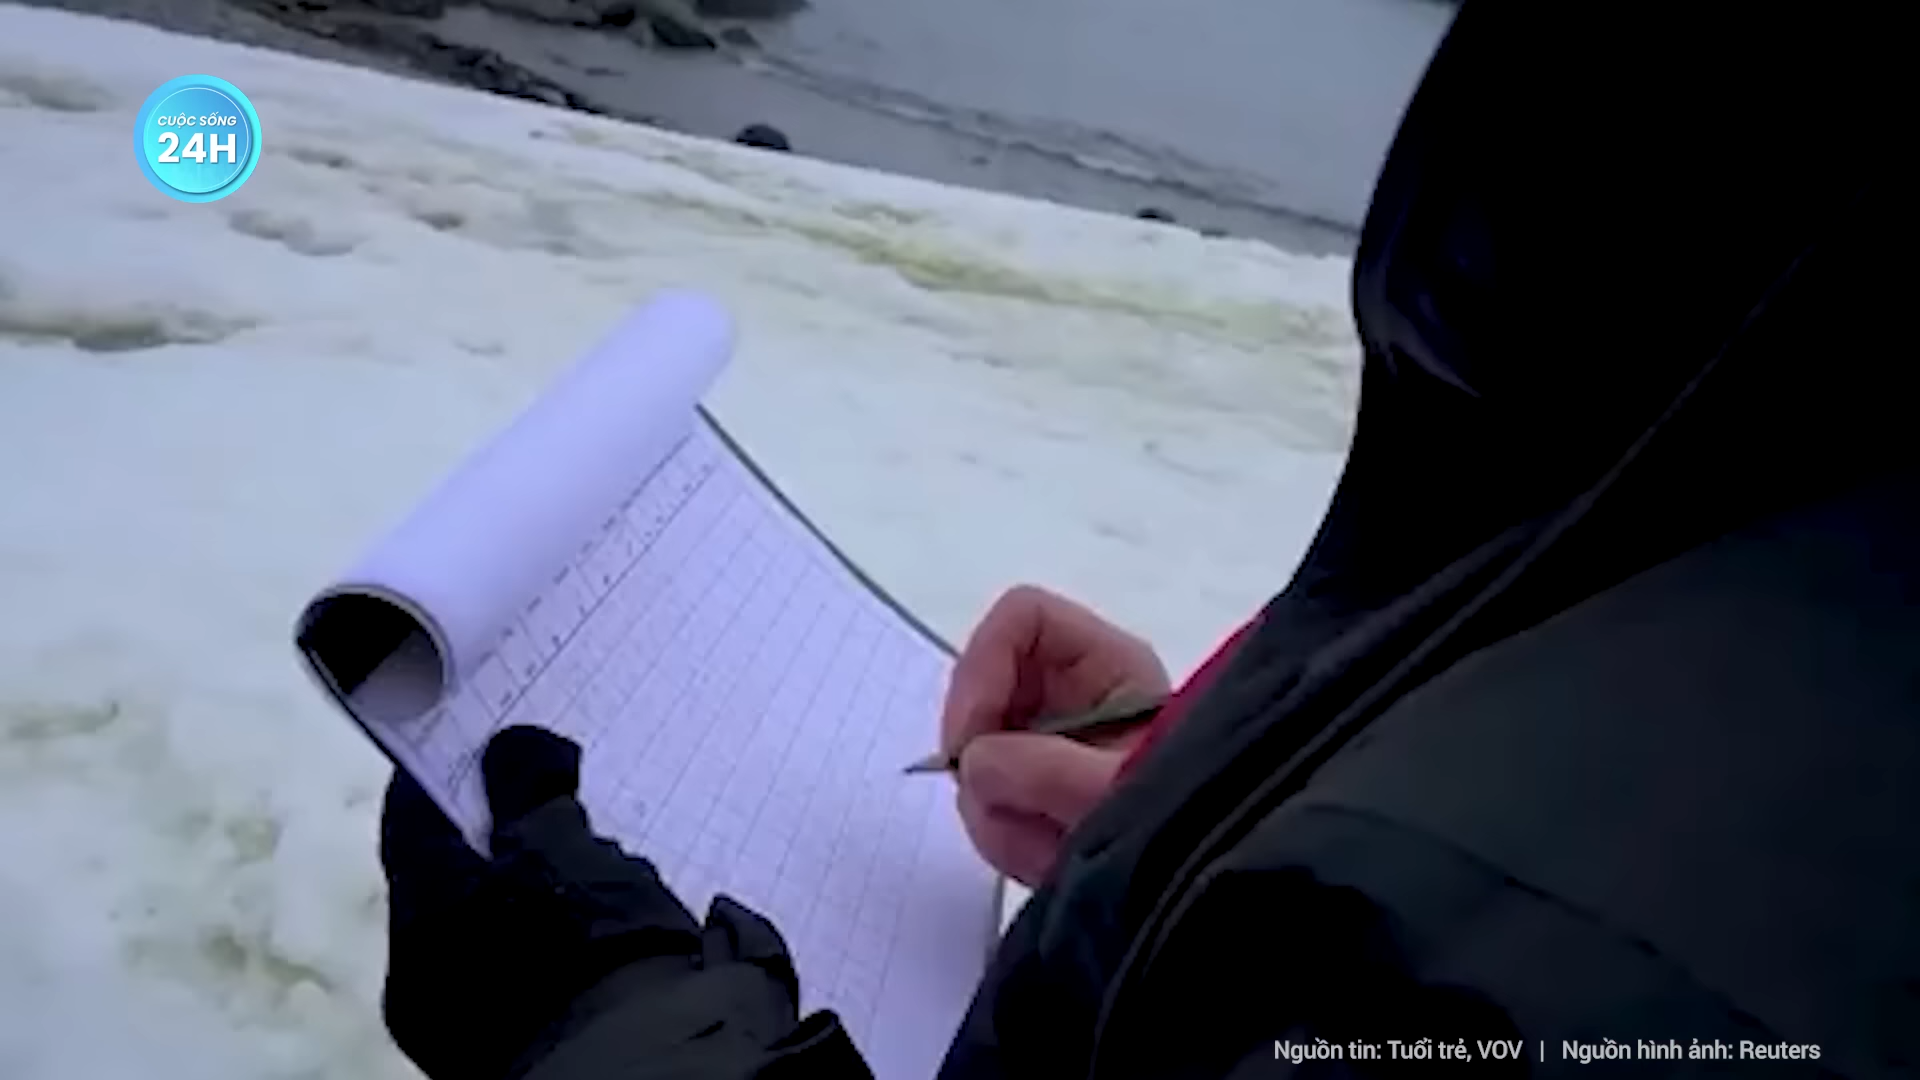 CUỘC SỐNG
24H
Nguồn tin: Tuổi trẻ, VOV | Nguồn hình ảnh: Reuters